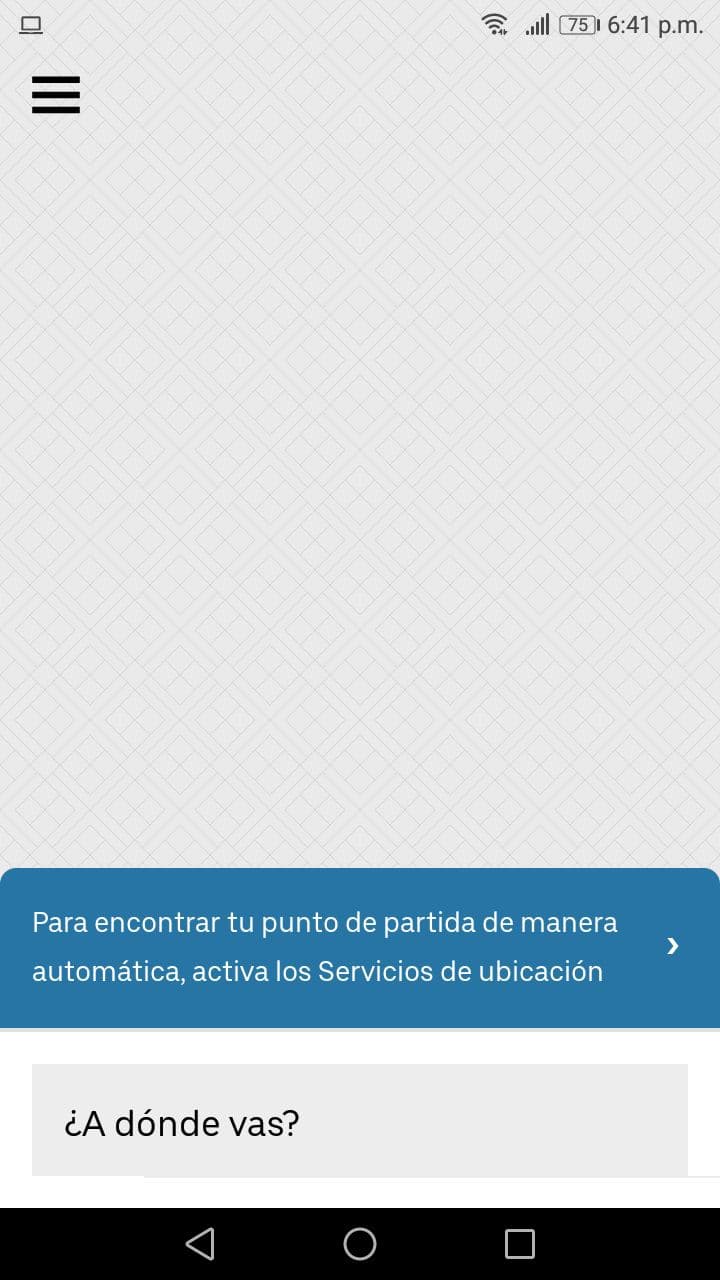 75 6:41 p.m.
Para encontrar tu punto de partida de manera
automática, activa los Servicios de ubicación
¿A dónde vas?